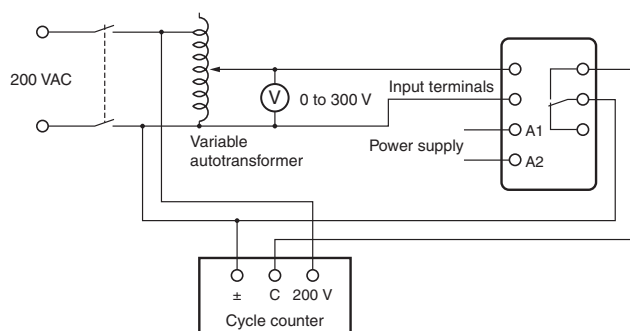 200 VAC
V
0 to 300 V
Input terminals
Variable
autotransformer
Power supply
A1
A2
± C 200 V
Cycle counter